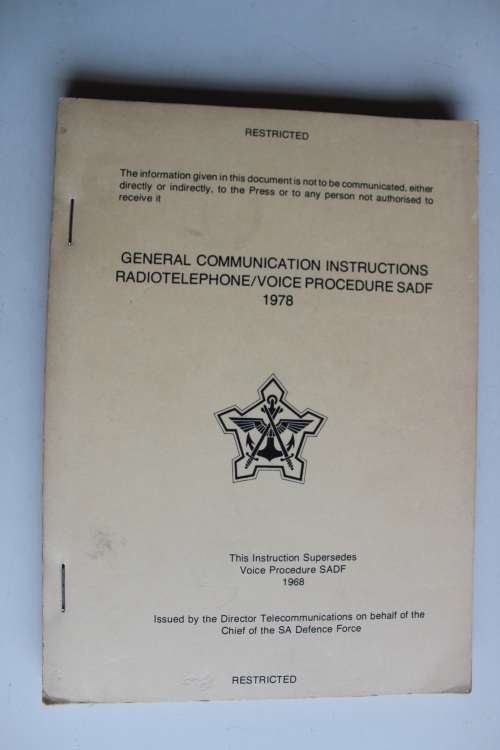 RESTRICTED
The information given in this document is not to be communicated, either
directly or indirectly, to the Press or to any person not authorised to
receive it
GENERAL COMMUNICATION INSTRUCTIONS
RADIOTELEPHONE/VOICE PROCEDURE SADF
1978
This Instruction Supersedes
Voice Procedure SADF
1968
Issued by the Director Telecommunications on behalf of the
Chief of the SA Defence Force
RESTRICTED